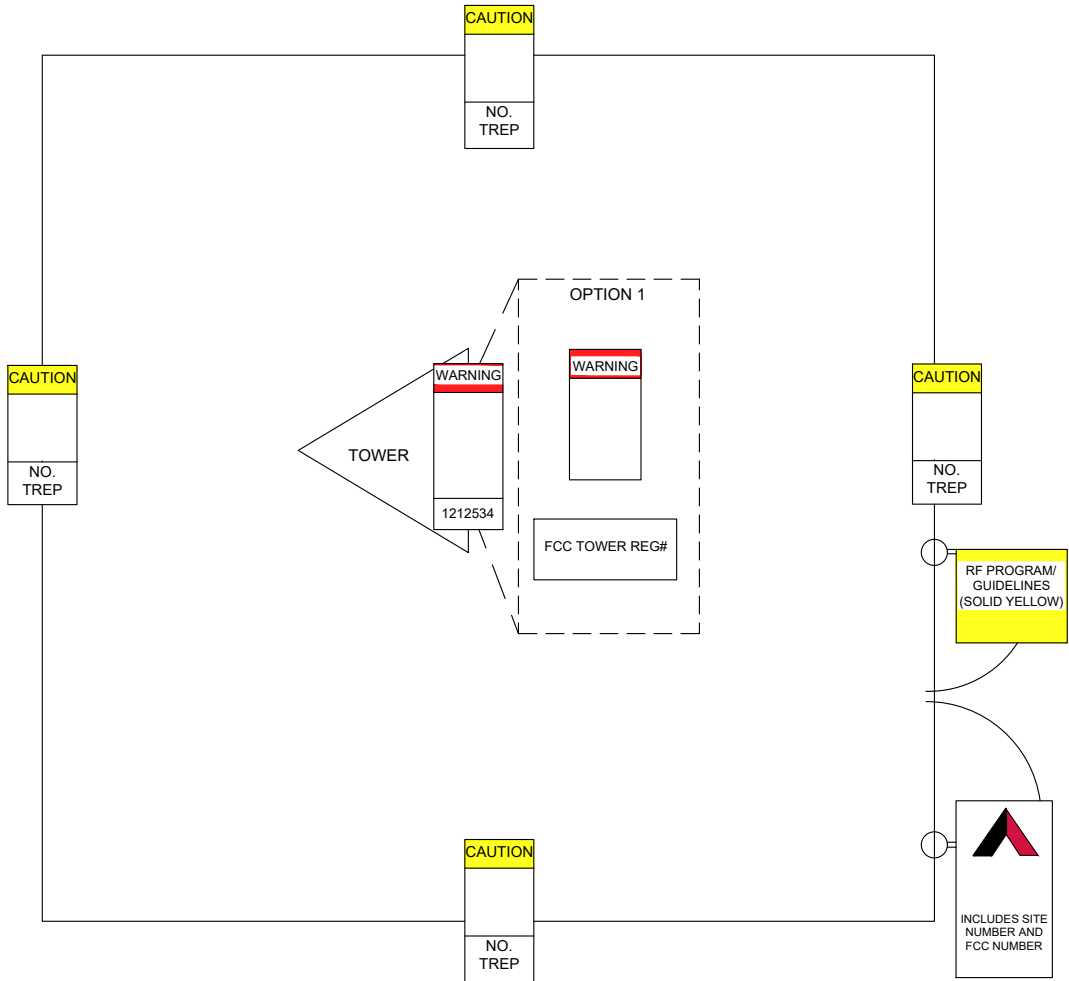 CAUTION
NO.
TREP
OPTION 1
WARNING
WARNING
CAUTION
NO.
TREP
TOWER
1212534
FCC TOWER REG#
CAUTION
NO.
TREP
RF PROGRAM/
GUIDELINES
(SOLID YELLOW)
CAUTION
NO.
TREP
INCLUDES SITE
NUMBER AND
FCC NUMBER